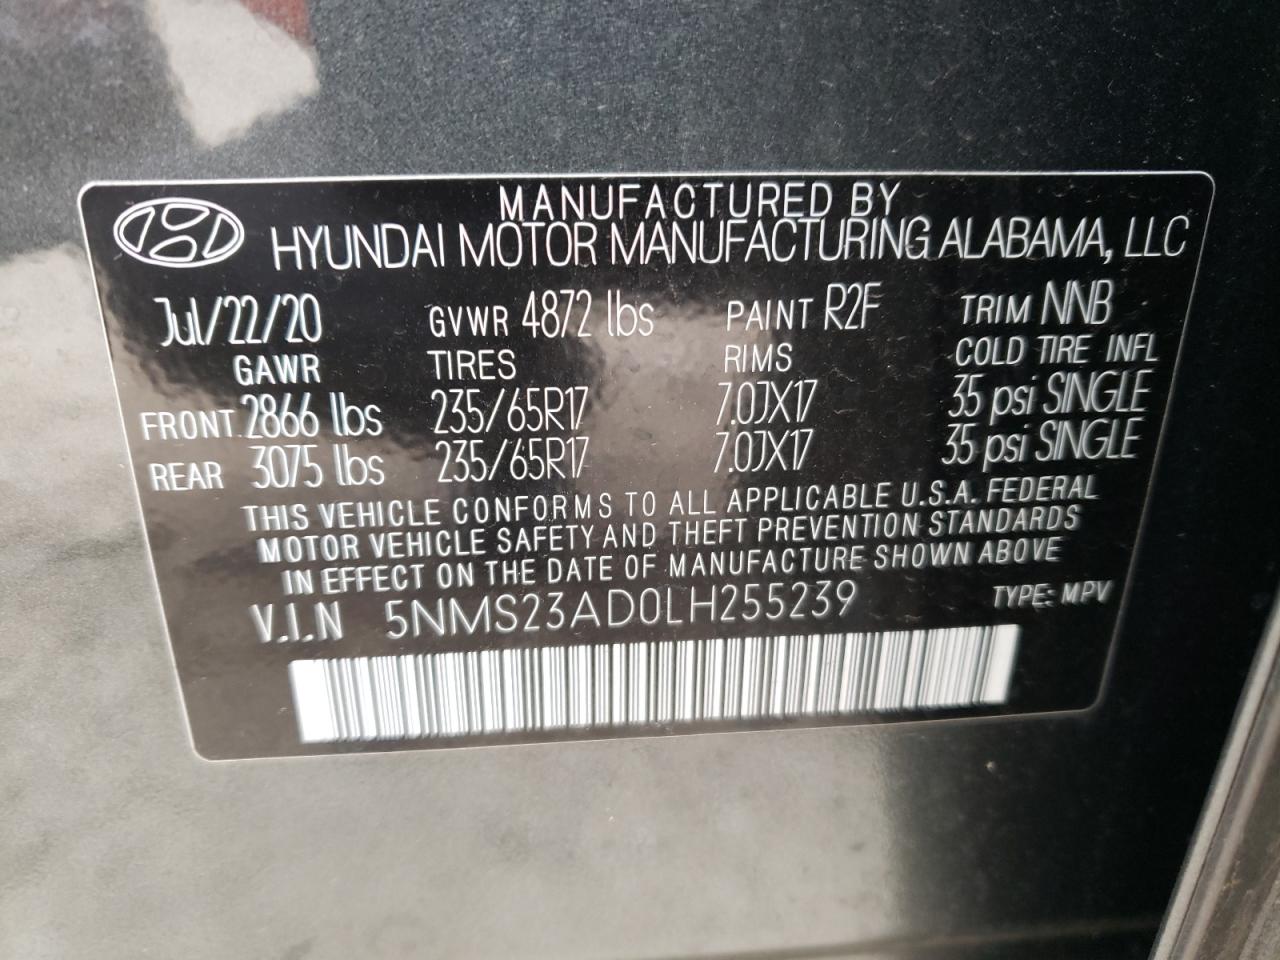 MANUFACTURED BY
HYUNDAI MOTOR MANUFACTURING ALABAMA, LLC
Jul/22/20 GVWR 4872 lbs PAINT R2F TRIM NNB
GAWR TIRES RIMS COLD TIRE INFL
FRONT 2866 lbs 235/65R17 7.0JX17 35 psi SINGLE
REAR 3075 lbs 235/65R17 7.0JX17 35 psi SINGLE
THIS VEHICLE CONFORMS TO ALL APPLICABLE U.S.A. FEDERAL
MOTOR VEHICLE SAFETY AND THEFT PREVENTION STANDARDS
IN EFFECT ON THE DATE OF MANUFACTURE SHOWN ABOVE
V.I.N 5NMS23AD0LH255239 TYPE: MPV